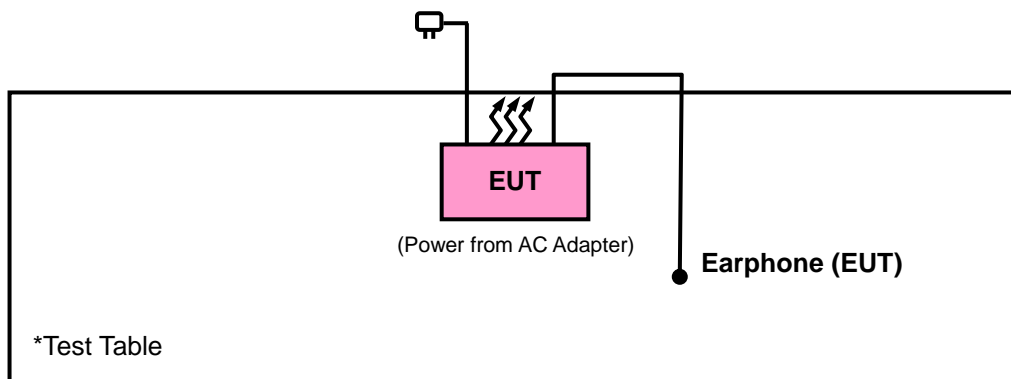 EUT
(Power from AC Adapter)
Earphone (EUT)
*Test Table